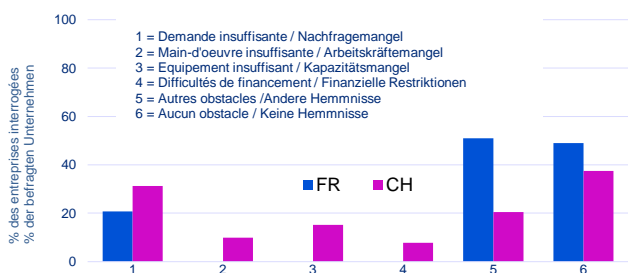 % des entreprises interrogées
% der befragten Unternehmen
100
80
60
40
20
0
1 = Demande insuffisante / Nachfragemangel
2 = Main-d'oeuvre insuffisante / Arbeitskräftemangel
3 = Equipement insuffisant / Kapazitätsmangel
4 = Difficultés de financement / Finanzielle Restriktionen
5 = Autres obstacles /Andere Hemmnisse
6 = Aucun obstacle / Keine Hemmnisse
FR CH
1 2 3 4 5 6